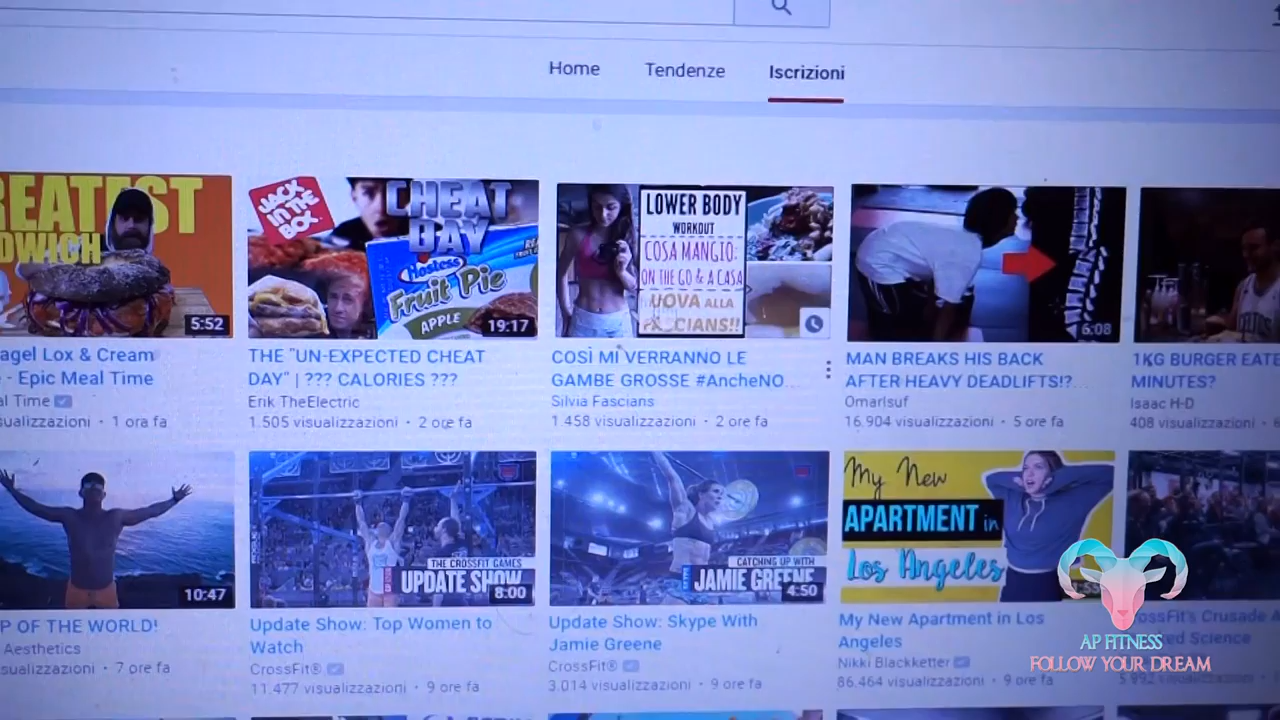 Home Tendenze Iscrizioni
REATEST
DWICH
5:52
JACK
IN THE
BOX
CHEAT
DAY
Hostess
Fruit Pie
APPLE
19:17
LOWER BODY
WORKOUT
COSA MANGIO:
ON THE GO & A CASA
UOVA ALLA
6:08
agel Lox & Cream
- Epic Meal Time
al Time
sualizzazioni • 1 ora fa
THE "UN-EXPECTED CHEAT
DAY" | ??? CALORIES ???
Erik TheElectric
1.505 visualizzazioni • 2 ore fa
COSÌ MI VERRANNO LE
GAMBE GROSSE #AncheNO...
Silvia Fascians
1.458 visualizzazioni • 2 ore fa
MAN BREAKS HIS BACK
AFTER HEAVY DEADLIFTS!?...
Omarlsuf
16.904 visualizzazioni • 5 ore fa
1KG BURGER EATE
MINUTES?
Isaac H-D
408 visualizzazioni •
10:47
THE CROSSFIT GAMES
UPDATE SHOW
8:00
CATCHING UP WITH
JAMIE GREENE
4:50
My New
APARTMENT in
Los Angeles
P OF THE WORLD!
Aesthetics
sualizzazioni • 7 ore fa
Update Show: Top Women to
Watch
CrossFit®
11.477 visualizzazioni • 9 ore fa
Update Show: Skype With
Jamie Greene
CrossFit®
3.014 visualizzazioni • 9 ore fa
My New Apartment in Los
Angeles
Nikki Blackketter
86.464 visualizzazioni • 9 ore fa
CrossFit's Crusade A
Science
5.892
AP FITNESS
FOLLOW YOUR DREAM